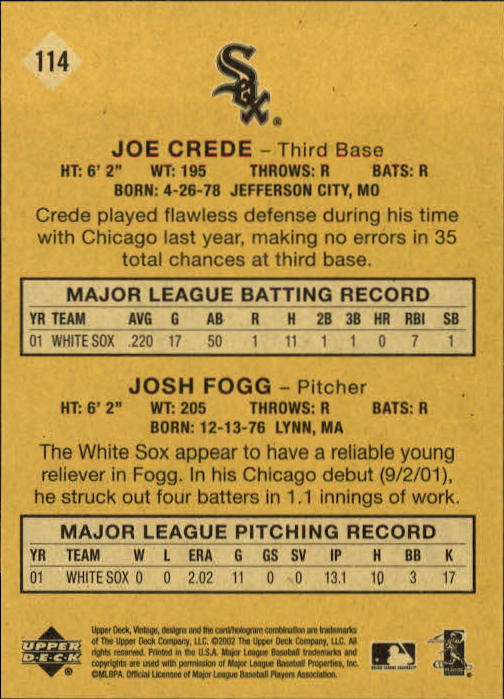 114
Sox
®
JOE CREDE – Third Base
HT: 6' 2" WT: 195 THROWS: R BATS: R
BORN: 4-26-78 JEFFERSON CITY, MO
Crede played flawless defense during his time
with Chicago last year, making no errors in 35
total chances at third base.
MAJOR LEAGUE BATTING RECORD
YR TEAM AVG G AB R H 2B 3B HR RBI SB
01 WHITE SOX .220 17 50 1 11 1 1 0 7 1
JOSH FOGG – Pitcher
HT: 6' 2" WT: 205 THROWS: R BATS: R
BORN: 12-13-76 LYNN, MA
The White Sox appear to have a reliable young
reliever in Fogg. In his Chicago debut (9/2/01),
he struck out four batters in 1.1 innings of work.
MAJOR LEAGUE PITCHING RECORD
YR TEAM W L ERA G GS SV IP H BB K
01 WHITE SOX 0 0 2.02 11 0 0 13.1 10 3 17
UPPER
DECK
®
Upper Deck, Vintage, designs and the card/hologram combination are trademarks
of The Upper Deck Company, LLC. ©2002 The Upper Deck Company, LLC. All
rights reserved. Printed in the U.S.A. Major League Baseball trademarks and
copyrights are used with permission of Major League Baseball Properties, Inc.
©MLBPA. Official Licensee of Major League Baseball Players Association.